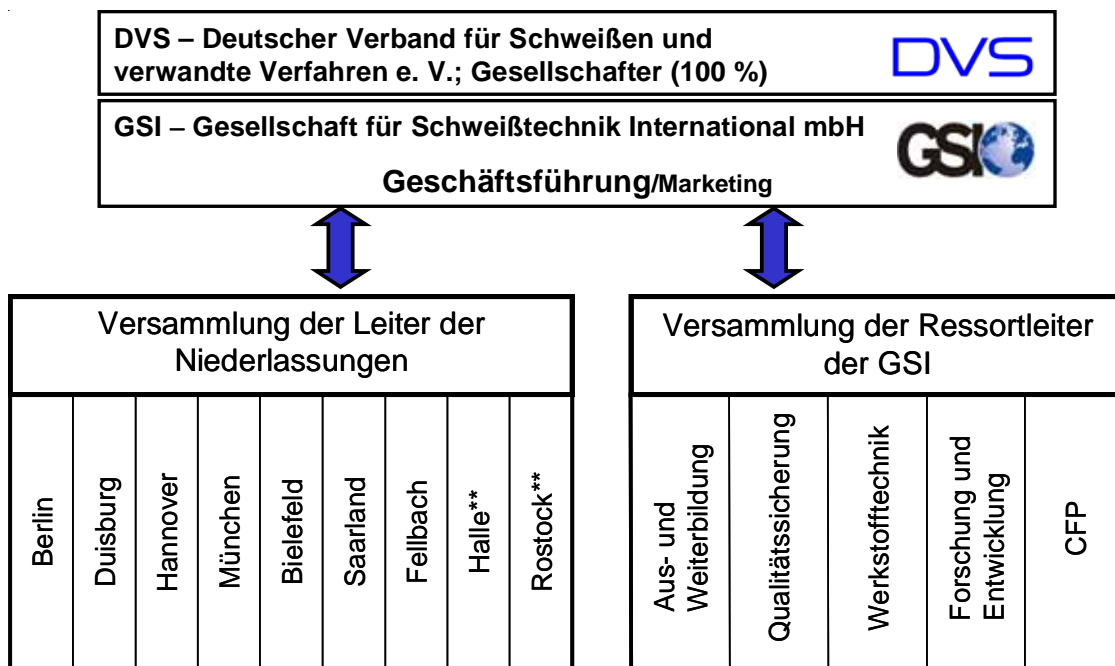 DVS – Deutscher Verband für Schweißen und
verwandte Verfahren e. V.; Gesellschafter (100 %)
DVS
GSI – Gesellschaft für Schweißtechnik International mbH
GSI
Geschäftsführung/Marketing
Versammlung der Leiter der
Niederlassungen
Berlin
Duisburg
Hannover
München
Bielefeld
Saarland
Fellbach
Halle**
Rostock**
Versammlung der Ressortleiter
der GSI
Aus- und
Weiterbildung
Qualitätssicherung
Werkstofftechnik
Forschung und
Entwicklung
CFP